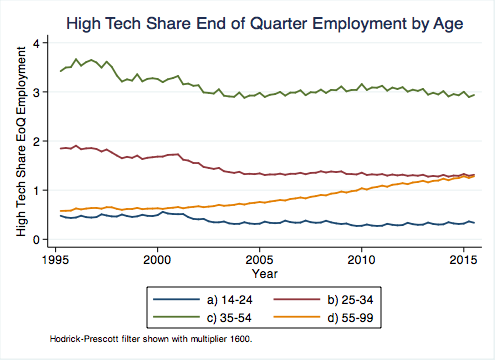 High Tech Share End of Quarter Employment by Age
High Tech Share EoQ Employment
4
3
2
1
0
1995 2000 2005 2010 2015
Year
a) 14-24 b) 25-34
c) 35-54 d) 55-99
Hodrick-Prescott filter shown with multiplier 1600.